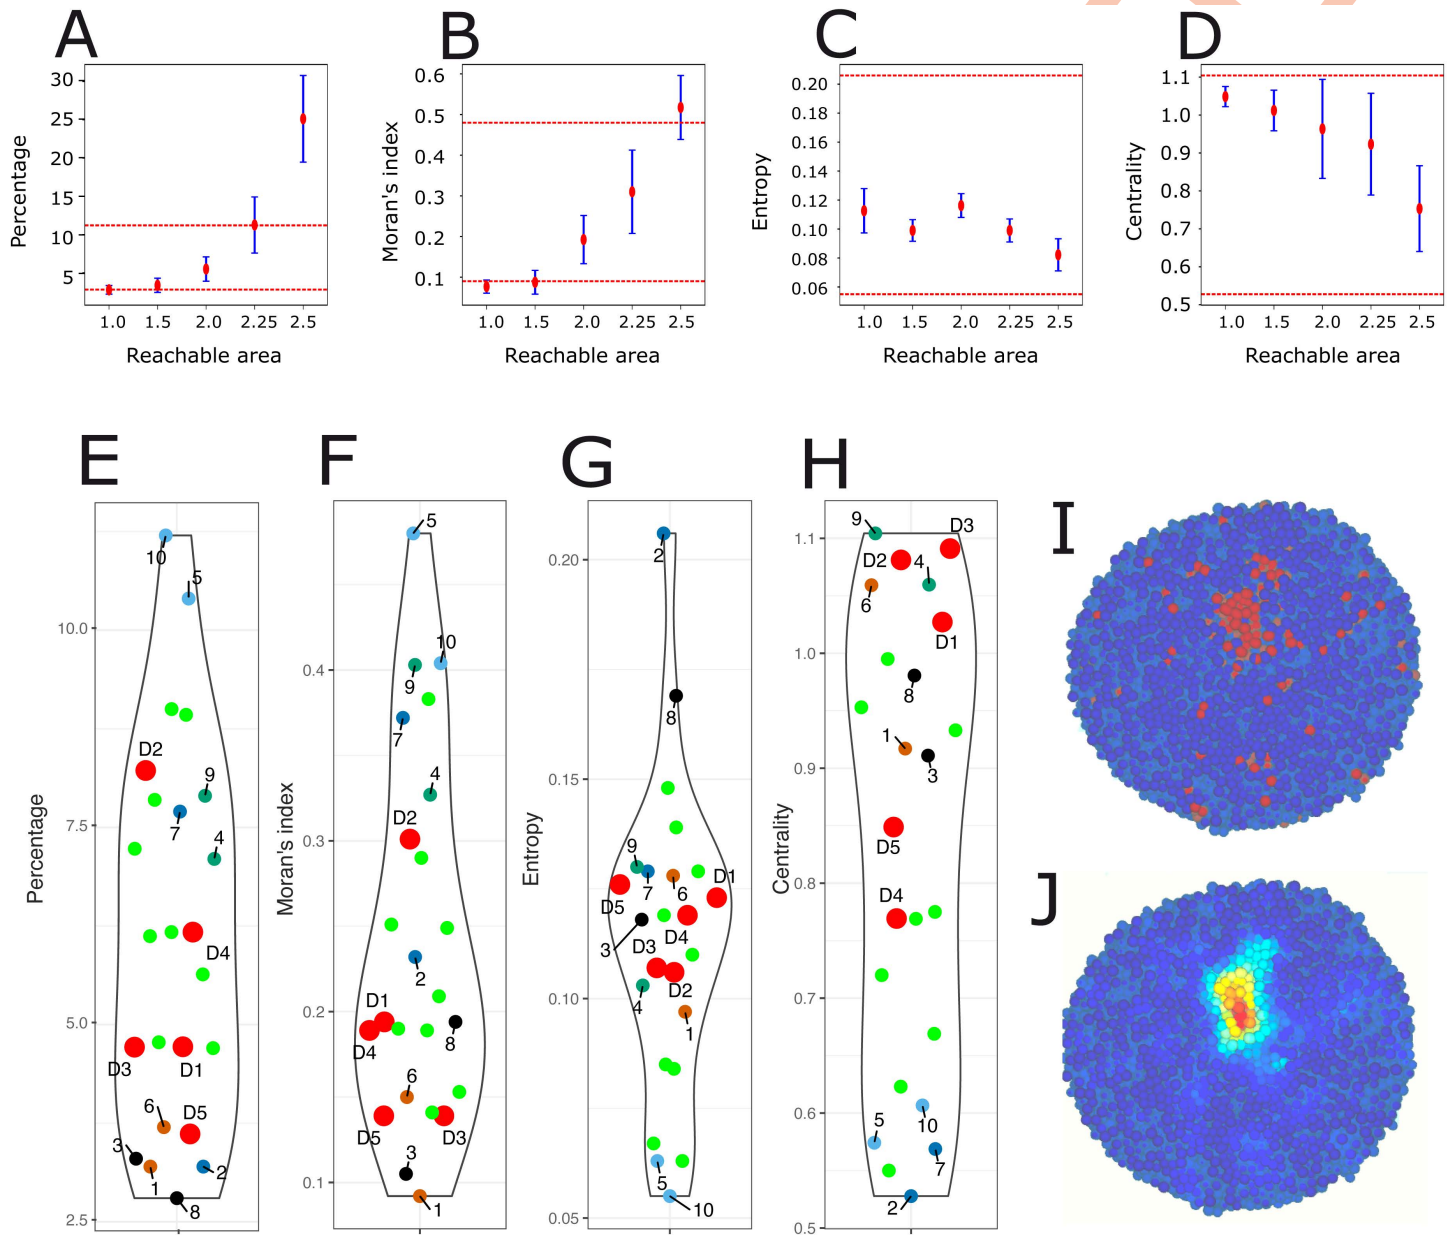 A
B
C
D
Percentage
30
25
20
15
10
5
1.0 1.5 2.0 2.25 2.5
Reachable area
Moran's index
0.6
0.5
0.4
0.3
0.2
0.1
1.0 1.5 2.0 2.25 2.5
Reachable area
Entropy
0.20
0.18
0.16
0.14
0.12
0.10
0.08
0.06
1.0 1.5 2.0 2.25 2.5
Reachable area
Centrality
1.1
1.0
0.9
0.8
0.7
0.6
0.5
1.0 1.5 2.0 2.25 2.5
Reachable area
E
Percentage
10.0
7.5
5.0
2.5
10
5
D2
9
7
4
D4
D3
D1
6
D5
3
1
2
8
F
Moran's index
0.4
0.3
0.2
0.1
5
10
9
7
4
D2
2
D1
D4
8
6
D5
D3
3
1
G
Entropy
0.20
0.15
0.10
0.05
2
8
9
7
6
D1
D5
3
D3
D4
D2
4
1
5
10
H
Centrality
1.1
1.0
0.9
0.8
0.7
0.6
0.5
9
D3
D2
4
6
D1
8
1
3
D5
D4
5
10
7
2
I
J